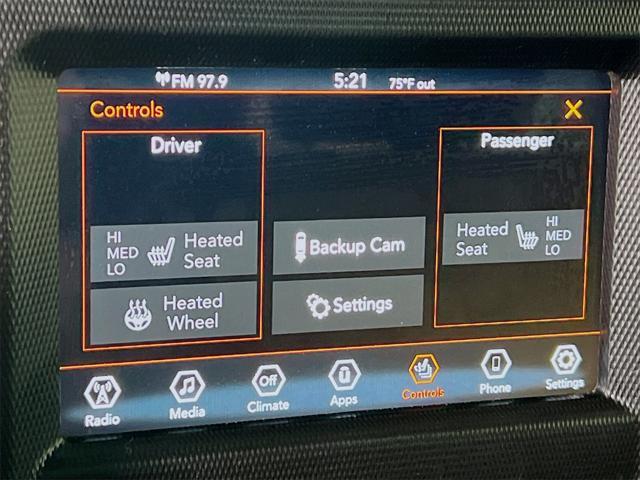 FM 97.9 5:21 75°F out
Controls X
Driver
Passenger
HI
MED
LO
Heated
Seat
Backup Cam
Heated
Seat
HI
MED
LO
Heated
Wheel
Settings
Radio
Media
Off
Climate
Apps
Controls
Phone
Settings